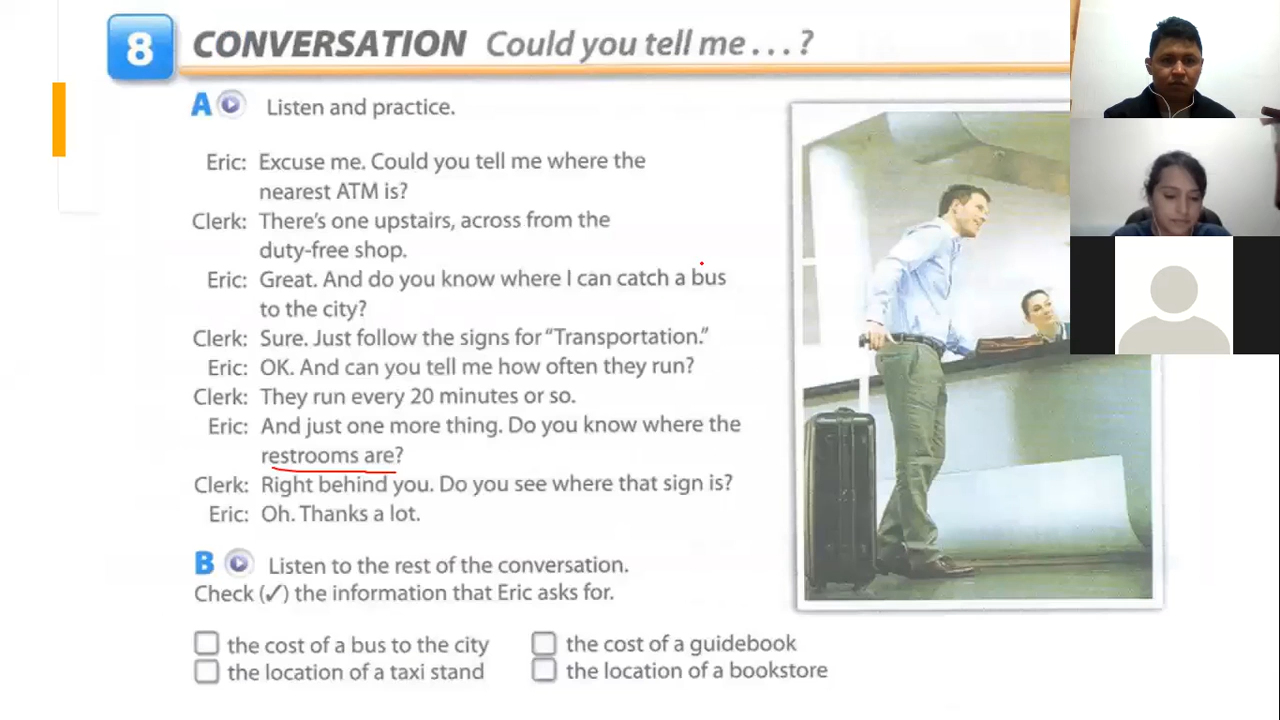 8 CONVERSATION Could you tell me . . . ?
A Listen and practice.
Eric: Excuse me. Could you tell me where the
nearest ATM is?
Clerk: There's one upstairs, across from the
duty-free shop.
Eric: Great. And do you know where I can catch a bus
to the city?
Clerk: Sure. Just follow the signs for "Transportation."
Eric: OK. And can you tell me how often they run?
Clerk: They run every 20 minutes or so.
Eric: And just one more thing. Do you know where the
restrooms are?
Clerk: Right behind you. Do you see where that sign is?
Eric: Oh. Thanks a lot.
B Listen to the rest of the conversation.
Check (✓) the information that Eric asks for.
the cost of a bus to the city
the cost of a guidebook
the location of a taxi stand
the location of a bookstore